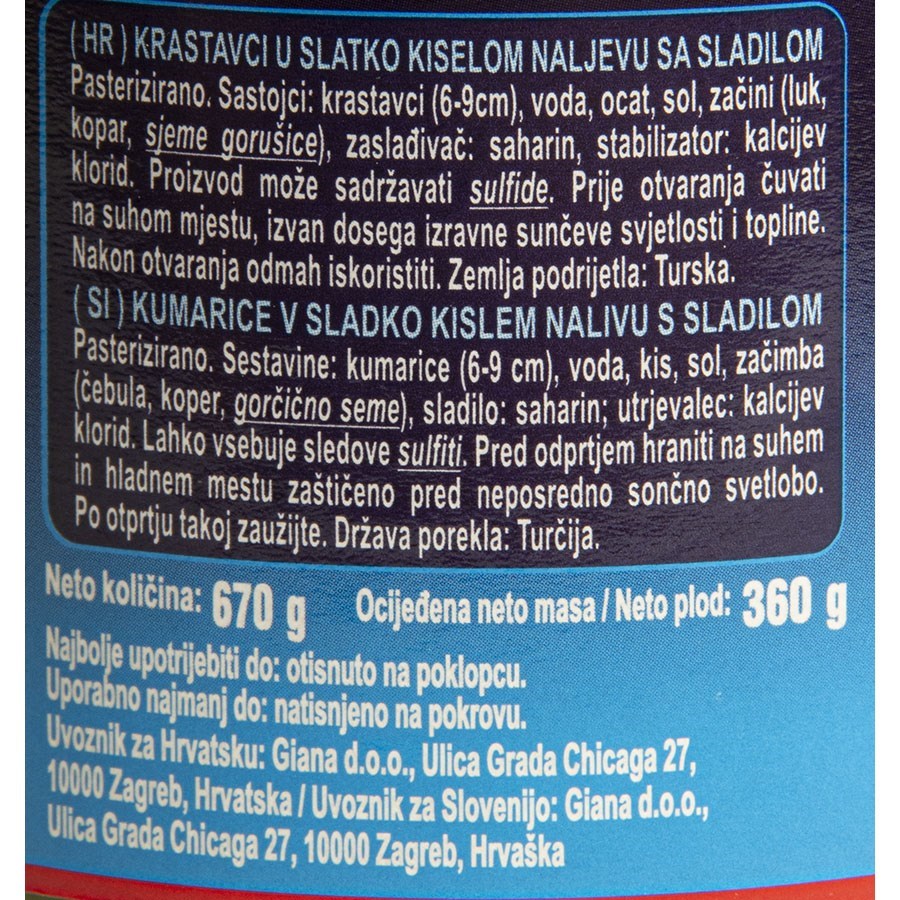 ( HR ) KRASTAVCI U SLATKO KISELOM NALJEVU SA SLADILOM
Pasterizirano. Sastojci: krastavci (6-9cm), voda, ocat, sol, začini (luk,
kopar, sjeme gorušice), zaslađivač: saharin, stabilizator: kalcijev
klorid. Proizvod može sadržavati sulfide. Prije otvaranja čuvati
na suhom mjestu, izvan dosega izravne sunčeve svjetlosti i topline.
Nakon otvaranja odmah iskoristiti. Zemlja podrijetla: Turska.
( SI ) KUMARICE V SLADKO KISLEM NALIVU S SLADILOM
Pasterizirano. Sestavine: kumarice (6-9 cm), voda, kis, sol, začimba
(čebula, koper, gorčično seme), sladilo: saharin; utrjevalec: kalcijev
klorid. Lahko vsebuje sledove sulfiti. Pred odprtjem hraniti na suhem
in hladnem mestu zaštičeno pred neposredno sončno svetlobo.
Po otprtju takoj zaužijte. Država porekla: Turčija.
Neto količina: 670 g Ocijeđena neto masa / Neto plod: 360 g
Najbolje upotrijebiti do: otisnuto na poklopcu.
Uporabno najmanj do: natisnjeno na pokrovu.
Uvoznik za Hrvatsku: Giana d.o.o., Ulica Grada Chicaga 27,
10000 Zagreb, Hrvatska / Uvoznik za Slovenijo: Giana d.o.o.,
Ulica Grada Chicaga 27, 10000 Zagreb, Hrvaška